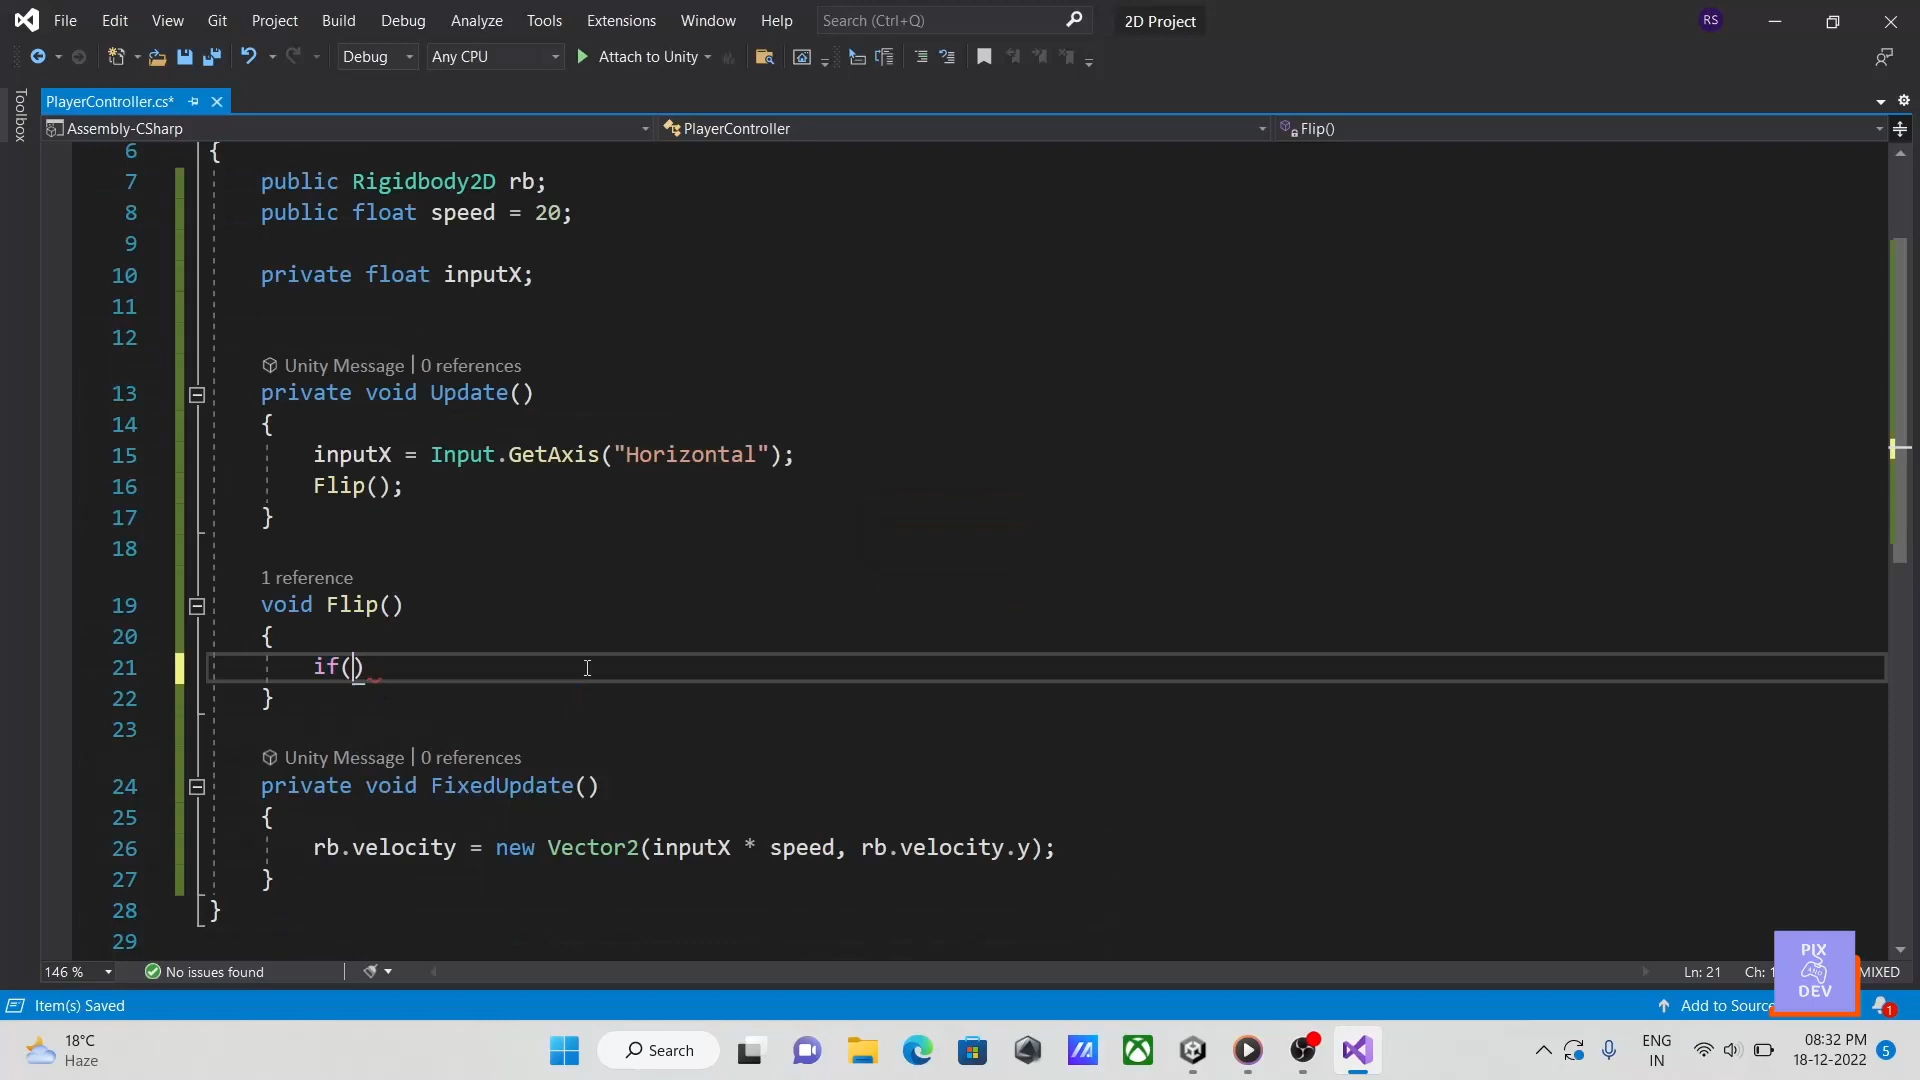 File Edit View Git Project Build Debug Analyze Tools Extensions Window Help Search (Ctrl+Q) 2D Project RS
Debug Any CPU Attach to Unity
Toolbox
PlayerController.cs*
Assembly-CSharp PlayerController Flip()
6 {
7 public Rigidbody2D rb;
8 public float speed = 20;
9
10 private float inputX;
11
12
Unity Message | 0 references
13 private void Update()
14 {
15 inputX = Input.GetAxis("Horizontal");
16 Flip();
17 }
18
1 reference
19 void Flip()
20 {
21 if()
22 }
23
Unity Message | 0 references
24 private void FixedUpdate()
25 {
26 rb.velocity = new Vector2(inputX * speed, rb.velocity.y);
27 }
28 }
29
146 % No issues found Ln: 21 Ch: MIXED
PIX
AND
DEV
Item(s) Saved Add to Source 1
18°C
Haze
Search
ENG
IN
08:32 PM
18-12-2022
5